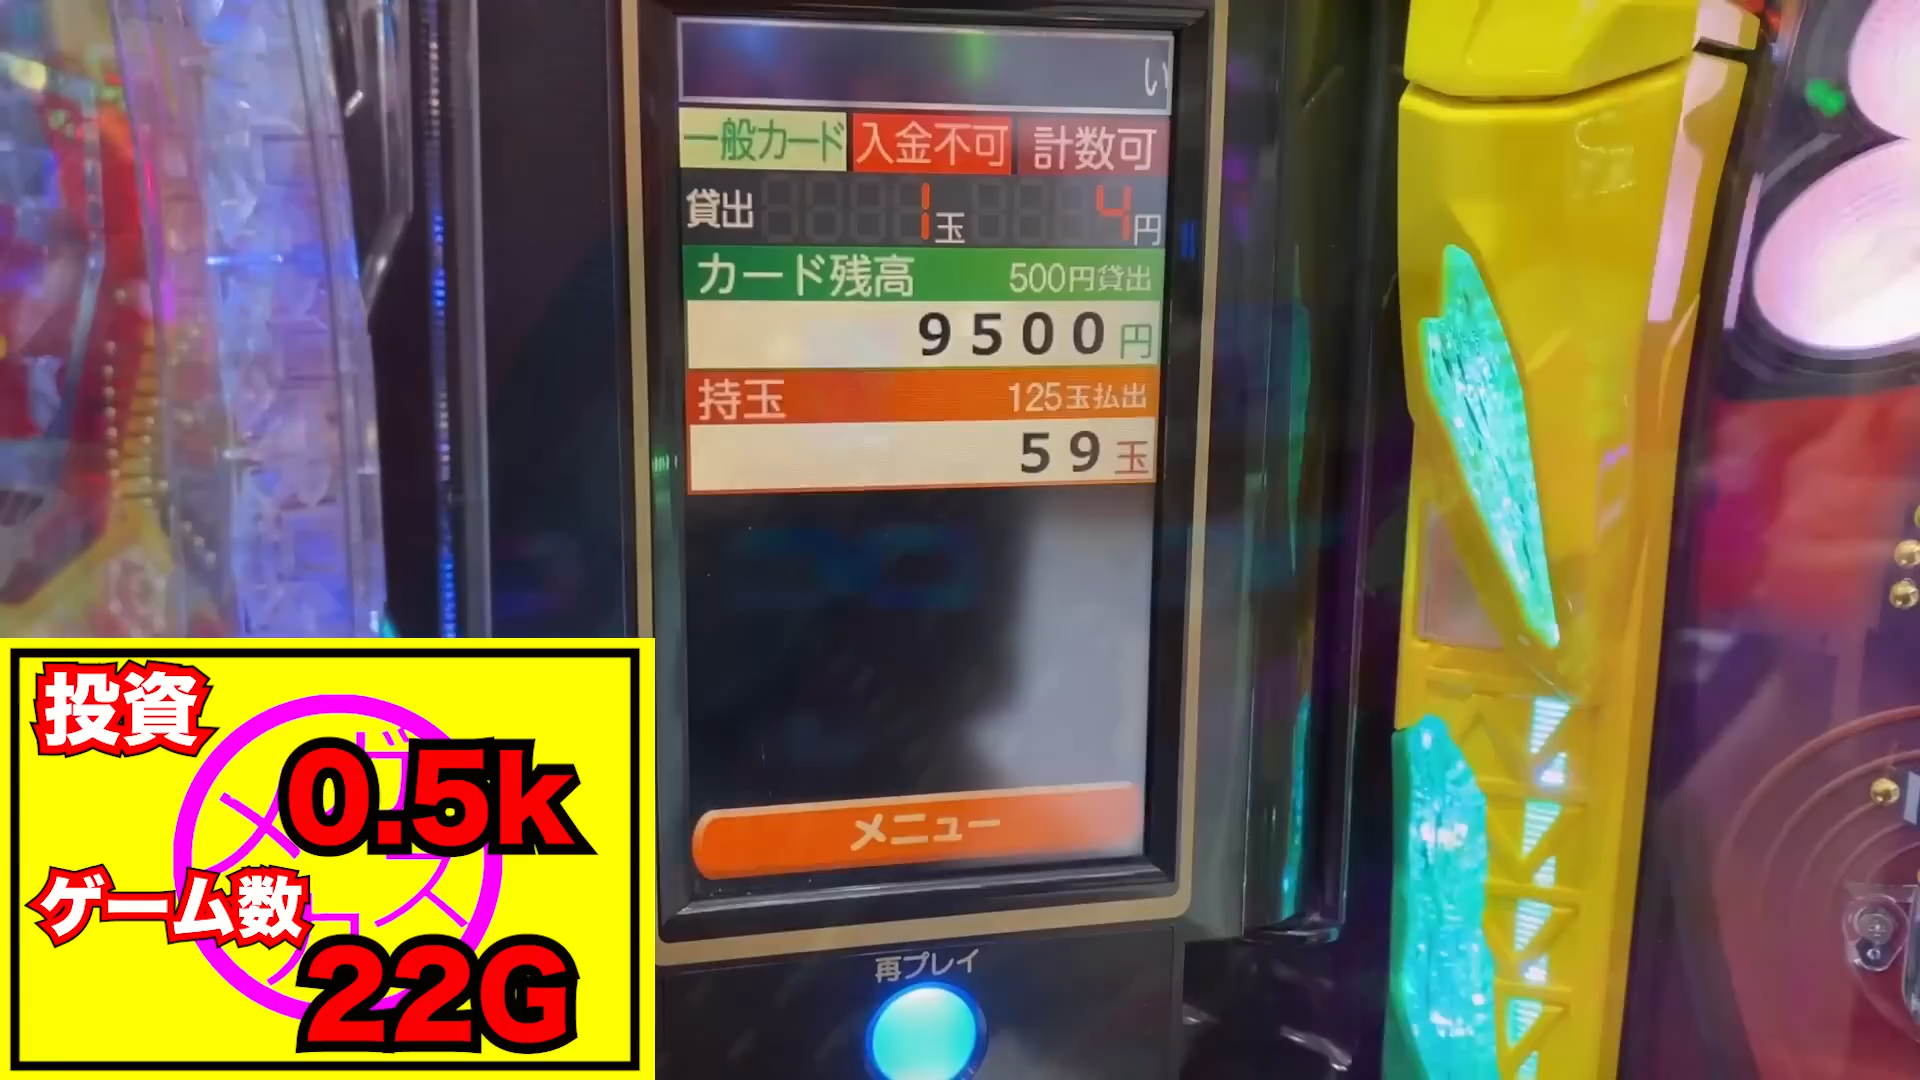 い
一般カード 入金不可 計数可
貸出 1玉 4円
カード残高 500円貸出
9500円
持玉 125玉払出
59玉
メニュー
再プレイ
投資
0.5k
ゲーム数
22G